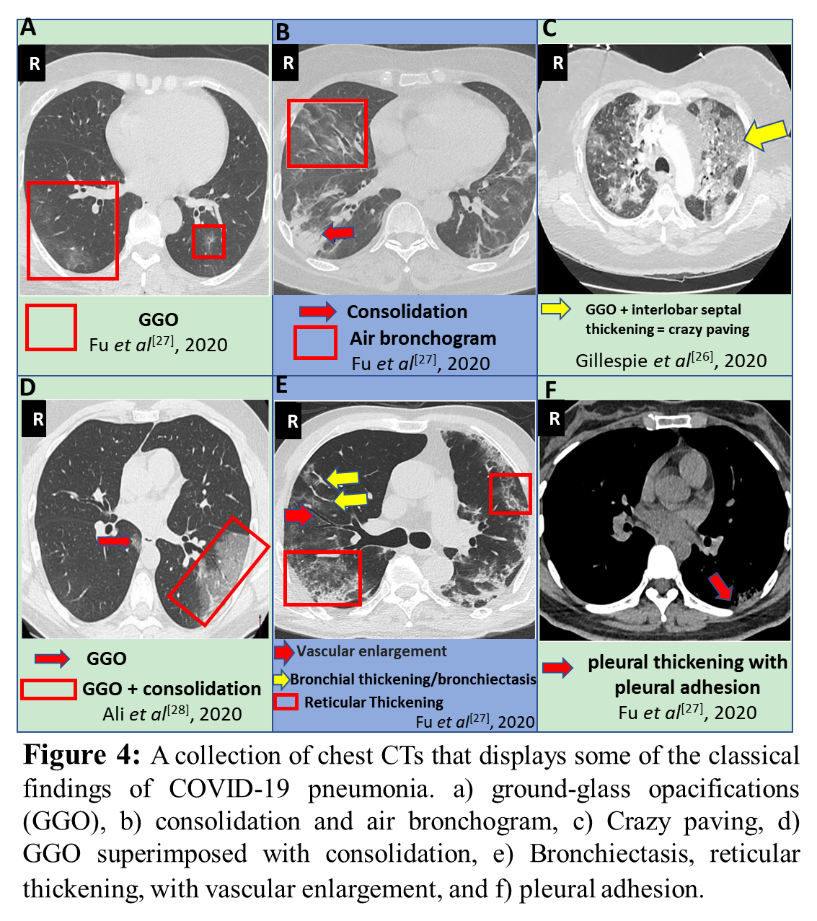 A
B
C
R
R
R
GGO
Fu et al[27], 2020
Consolidation
Air bronchogram
Fu et al[27], 2020
GGO + interlobar septal
thickening = crazy paving
Gillespie et al[26], 2020
D
E
F
R
R
R
GGO
GGO + consolidation
Ali et al[28], 2020
Vascular enlargement
Bronchial thickening/bronchiectasis
Reticular Thickening
Fu et al[27], 2020
pleural thickening with
pleural adhesion
Fu et al[27], 2020
Figure 4: A collection of chest CTs that displays some of the classical
findings of COVID-19 pneumonia. a) ground-glass opacifications
(GGO), b) consolidation and air bronchogram, c) Crazy paving, d)
GGO superimposed with consolidation, e) Bronchiectasis, reticular
thickening, with vascular enlargement, and f) pleural adhesion.